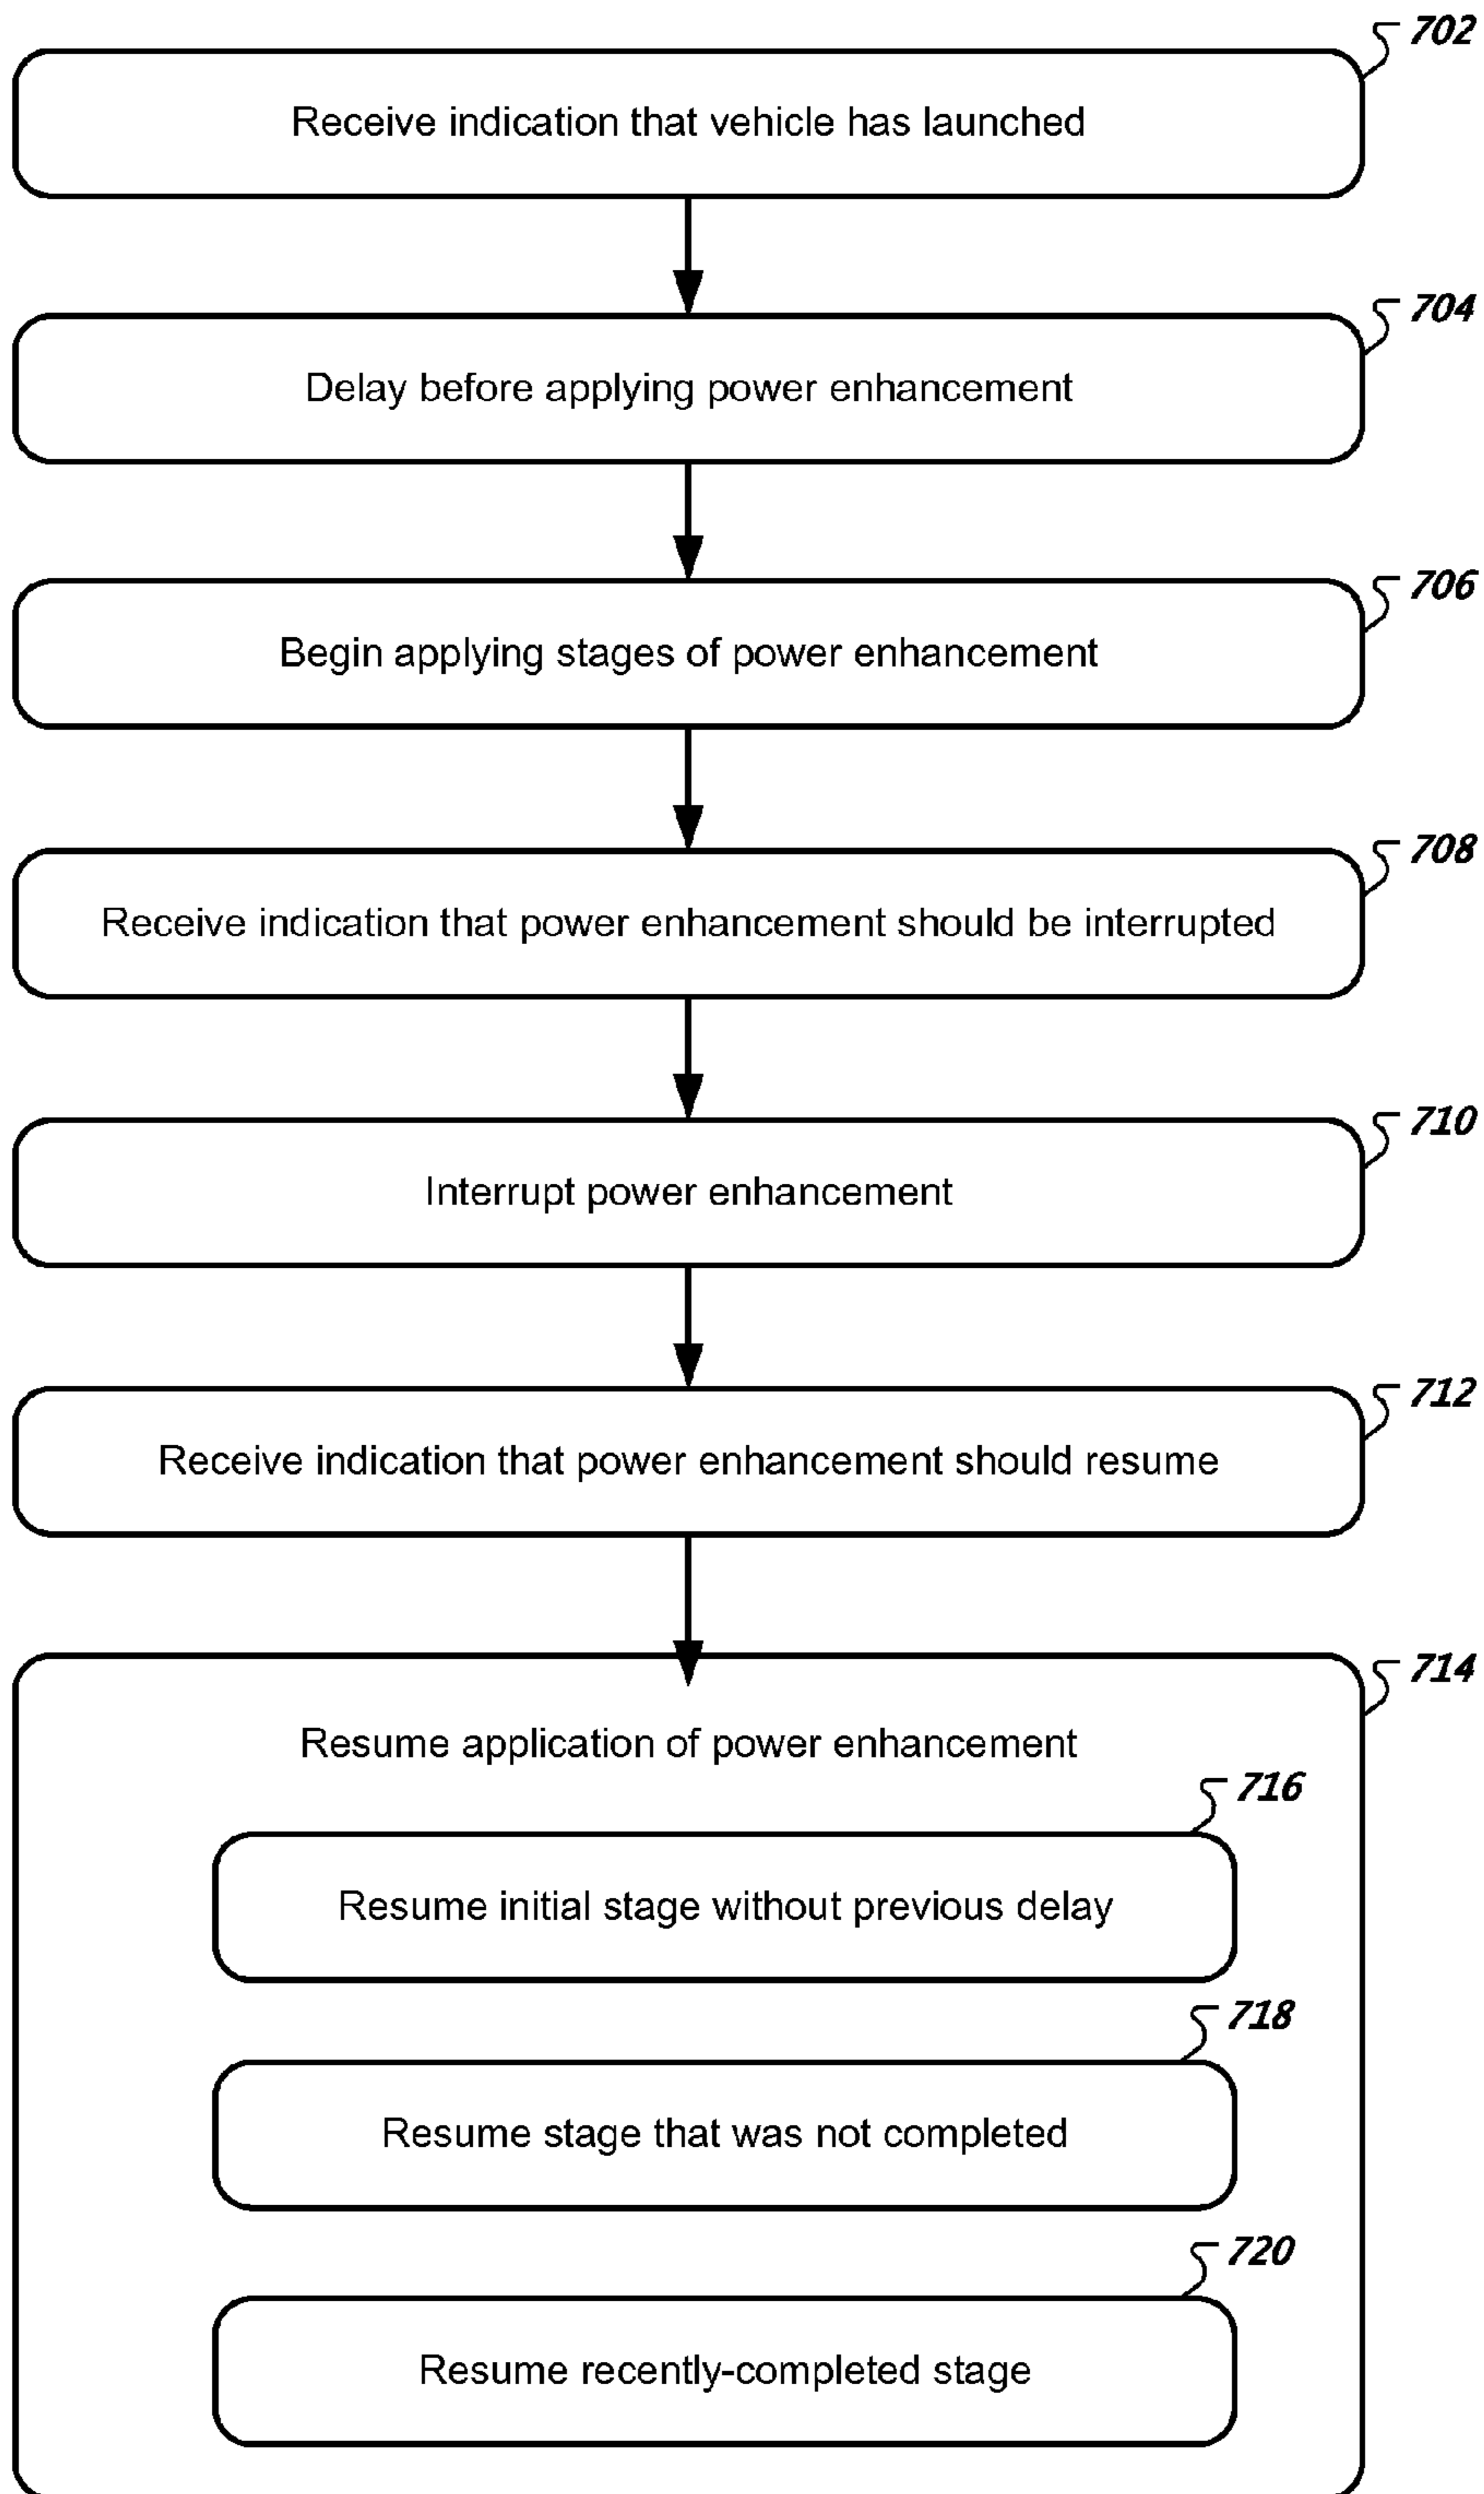 702
Receive indication that vehicle has launched
704
Delay before applying power enhancement
706
Begin applying stages of power enhancement
708
Receive indication that power enhancement should be interrupted
710
Interrupt power enhancement
712
Receive indication that power enhancement should resume
714
Resume application of power enhancement
716
Resume initial stage without previous delay
718
Resume stage that was not completed
720
Resume recently-completed stage